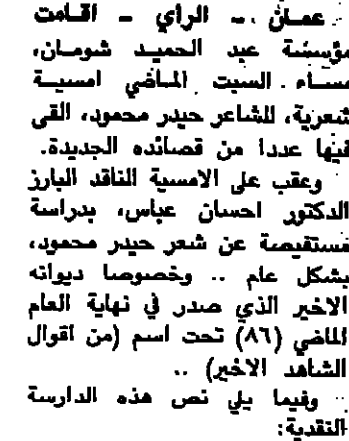 عمان - الرأي - اقامت
مؤسسة عبد الحميد شومان،
مساء السبت الماضي امسية
شعرية، للشاعر حيدر محمود، القى
فيها عددا من قصائده الجديدة.
وعقب على الامسية الناقد البارز
الدكتور احسان عباس، بدراسة
مستفيضة عن شعر حيدر محمود،
بشكل عام .. وخصوصا ديوانه
الاخير الذي صدر في نهاية العام
الماضي (٨٦) تحت اسم (من اقوال
الشاهد الاخير) ..
وفيما يلي نص هذه الدارسة
النقدية: